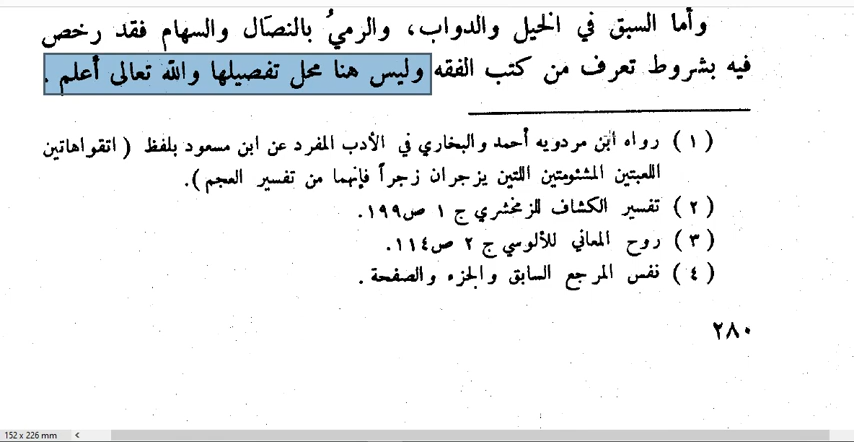 وأما السبق في الخيل والدواب، والرميُ بالنصال والسهام فقد رخص
فيه بشروط تعرف من كتب الفقه وليس هنا محل تفصيلها والله تعالى أعلم .
( ١ ) رواه ابن مردويه أحمد والبخاري في الأدب المفرد عن ابن مسعود بلفظ ( اتقواهاتين
اللعبتين المشئومتين اللتين يزجران زجراً فإنهما من تفسير العجم ).
( ٢ ) تفسير الكشاف للزمخشري ج ١ ص١٩٩.
( ٣ ) روح المعاني للألوسي ج ٢ ص١١٤.
( ٤ ) نفس المرجع السابق والجزء والصفحة .
٢٨٠
152 x 226 mm